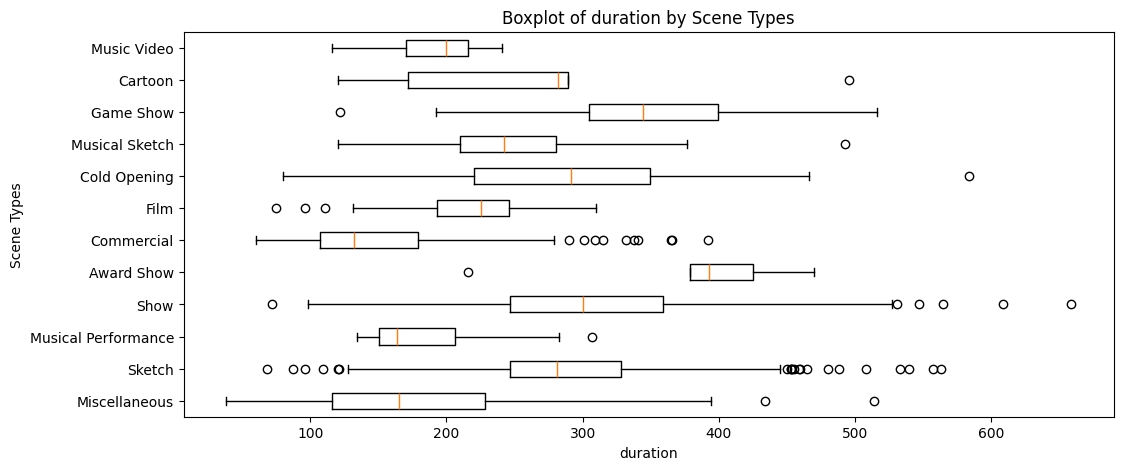 Boxplot of duration by Scene Types
Scene Types
Music Video
Cartoon
Game Show
Musical Sketch
Cold Opening
Film
Commercial
Award Show
Show
Musical Performance
Sketch
Miscellaneous
100 200 300 400 500 600
duration